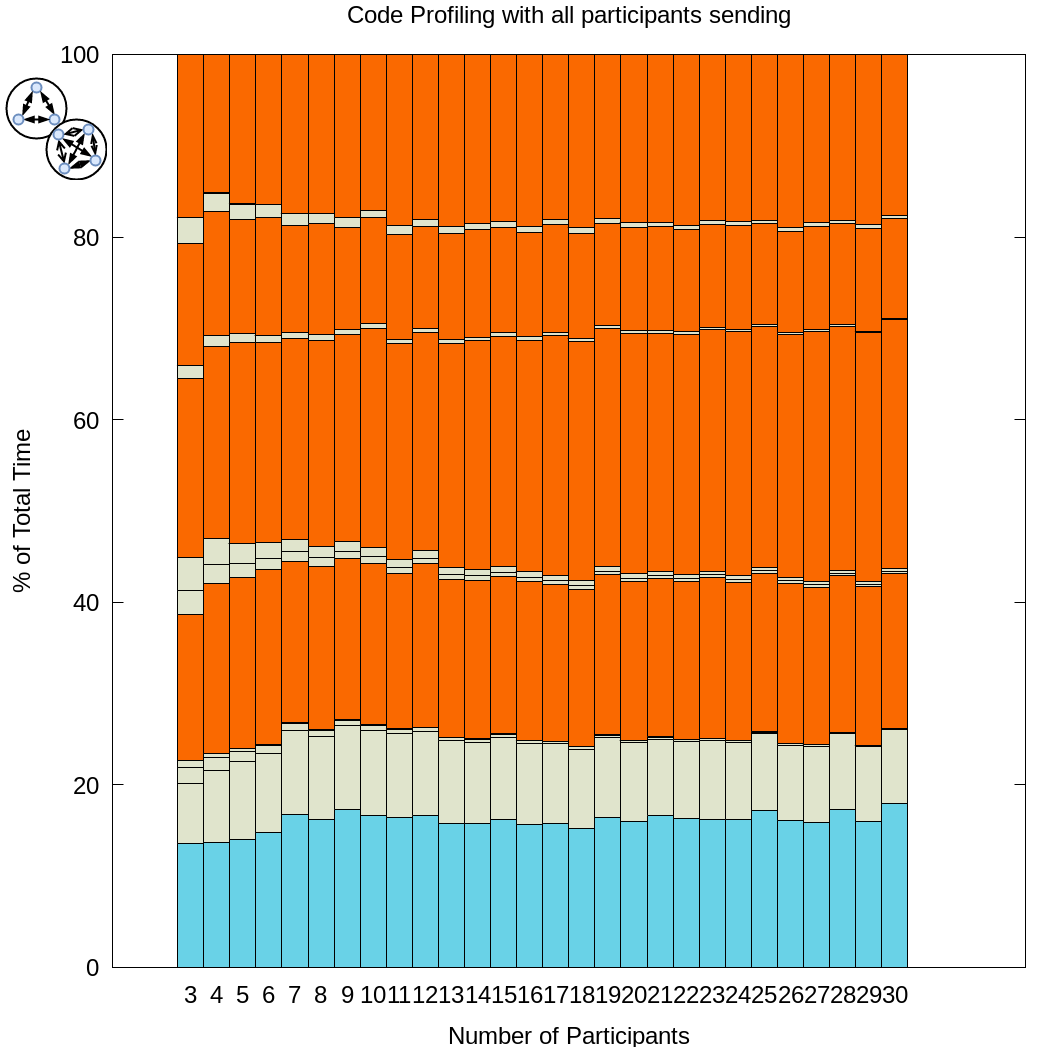 Code Profiling with all participants sending
100
80
60
40
20
0
% of Total Time
3 4 5 6 7 8 9 10 11 12 13 14 15 16 17 18 19 20 21 22 23 24 25 26 27 28 29 30
Number of Participants